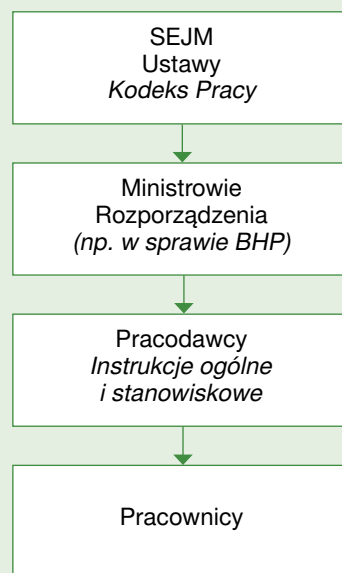 SEJM
Ustawy
Kodeks Pracy
Ministrowie
Rozporządzenia
(np. w sprawie BHP)
Pracodawcy
Instrukcje ogólne
i stanowiskowe
Pracownicy